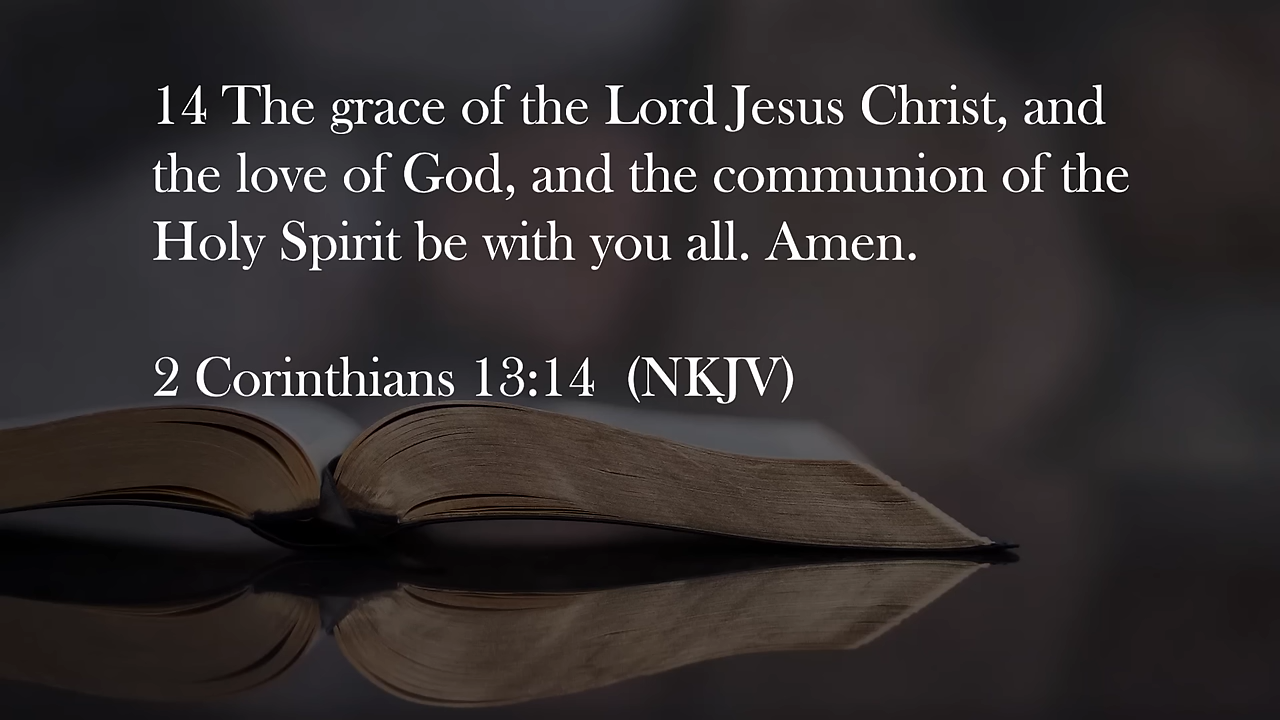 14 The grace of the Lord Jesus Christ, and
the love of God, and the communion of the
Holy Spirit be with you all. Amen.
2 Corinthians 13:14  (NKJV)